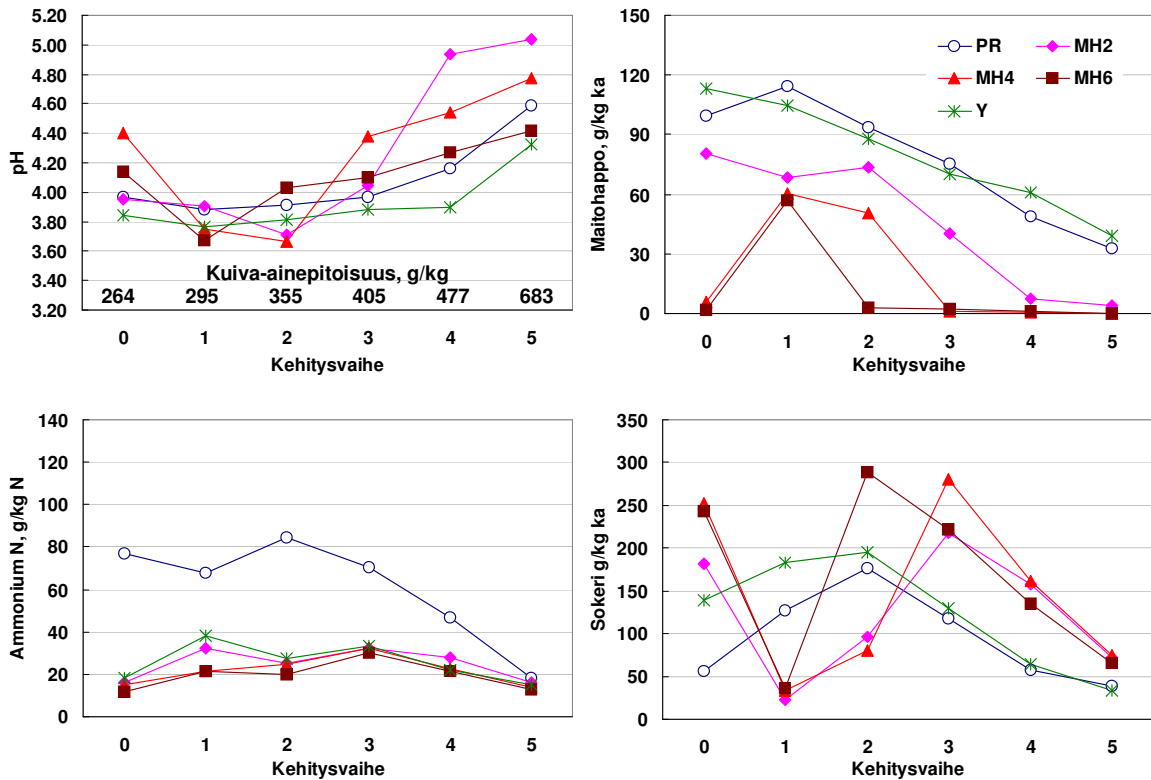 5.20
5.00
4.80
4.60
4.40
4.20
4.00
3.80
3.60
3.40
3.20
pH
Kuiva-ainepitoisuus, g/kg
264 295 355 405 477 683
0 1 2 3 4 5
Kehitysvaihe
150
120
90
60
30
0
Maitohappo, g/kg ka
PR MH2
MH4 MH6
Y
0 1 2 3 4 5
Kehitysvaihe
140
120
100
80
60
40
20
0
Ammonium N, g/kg N
0 1 2 3 4 5
Kehitysvaihe
350
300
250
200
150
100
50
0
Sokeri g/kg ka
0 1 2 3 4 5
Kehitysvaihe